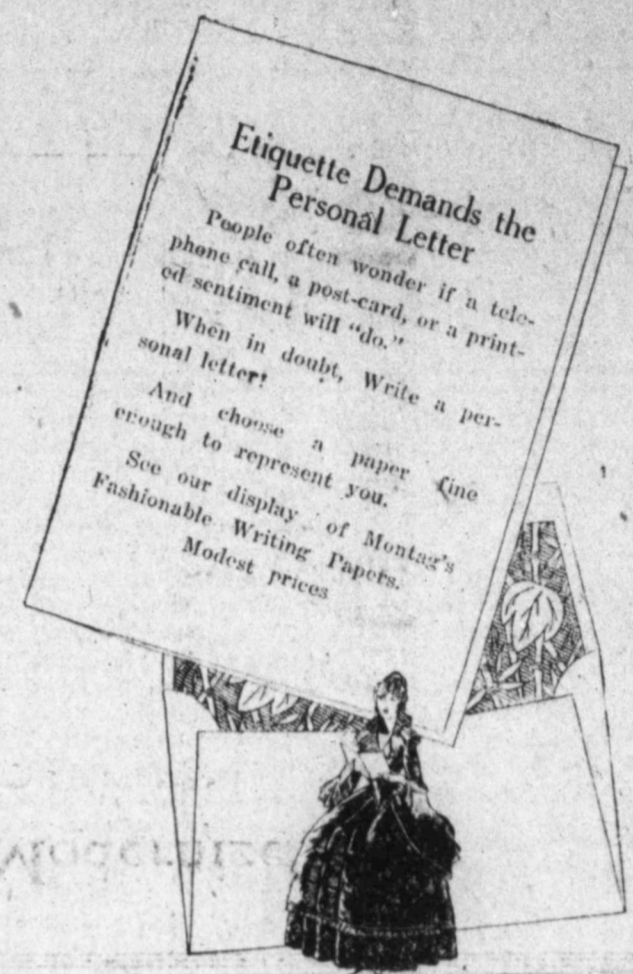 Etiquette Demands the
Personal Letter
People often wonder if a tele-
phone call, a post-card, or a print-
ed sentiment will "do."
When in doubt, Write a per-
sonal letter!
And choose a paper fine
enough to represent you.
See our display of Montag's
Fashionable Writing Papers.
Modest prices